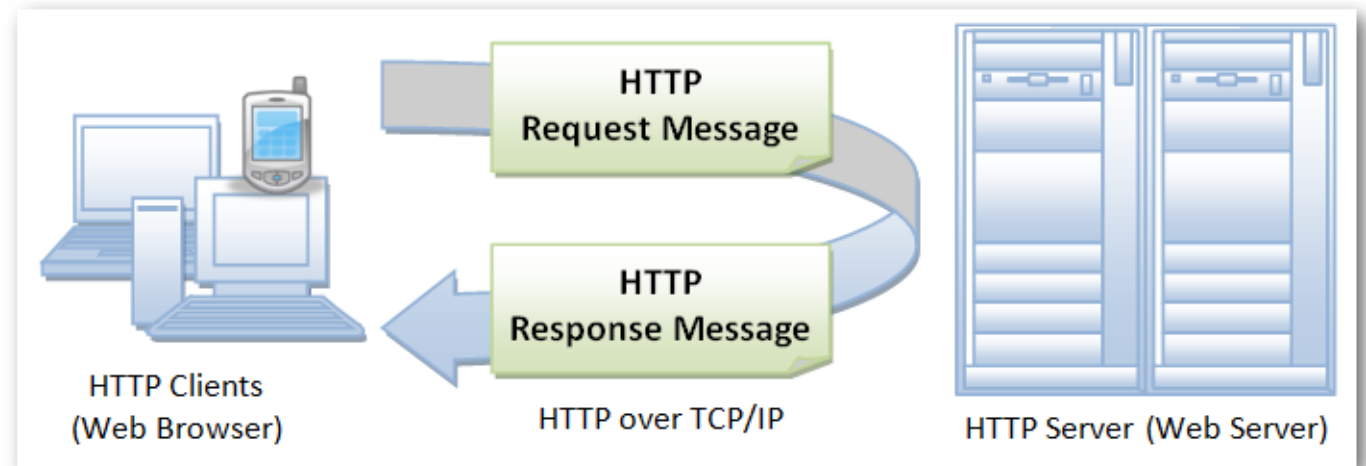 HTTP
Request Message
HTTP
Response Message
HTTP Clients
(Web Browser)
HTTP over TCP/IP
HTTP Server (Web Server)